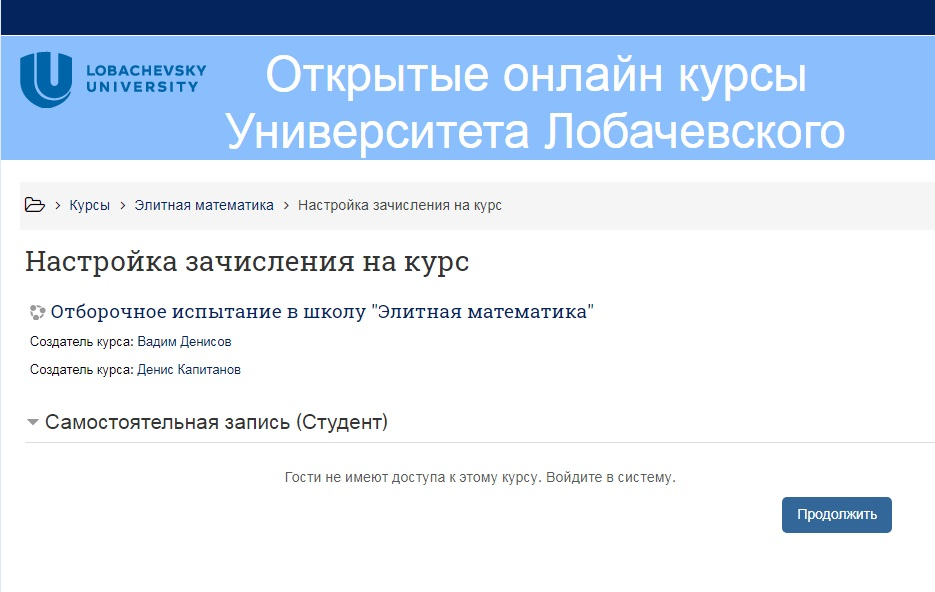 LOBACHEVSKY
UNIVERSITY
Открытые онлайн курсы
Университета Лобачевского
Курсы > Элитная математика > Настройка зачисления на курс
Настройка зачисления на курс
Отборочное испытание в школу "Элитная математика"
Создатель курса: Вадим Денисов
Создатель курса: Денис Капитанов
Самостоятельная запись (Студент)
Гости не имеют доступа к этому курсу. Войдите в систему.
Продолжить